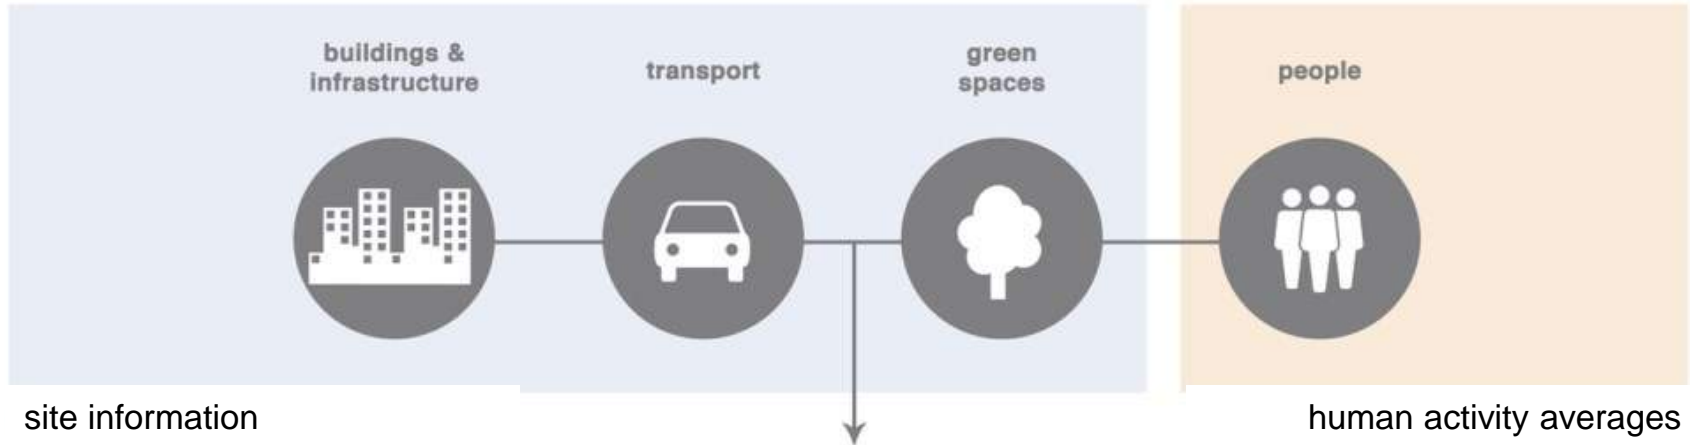 buildings &
infrastructure
transport
green
spaces
people
site information
human activity averages